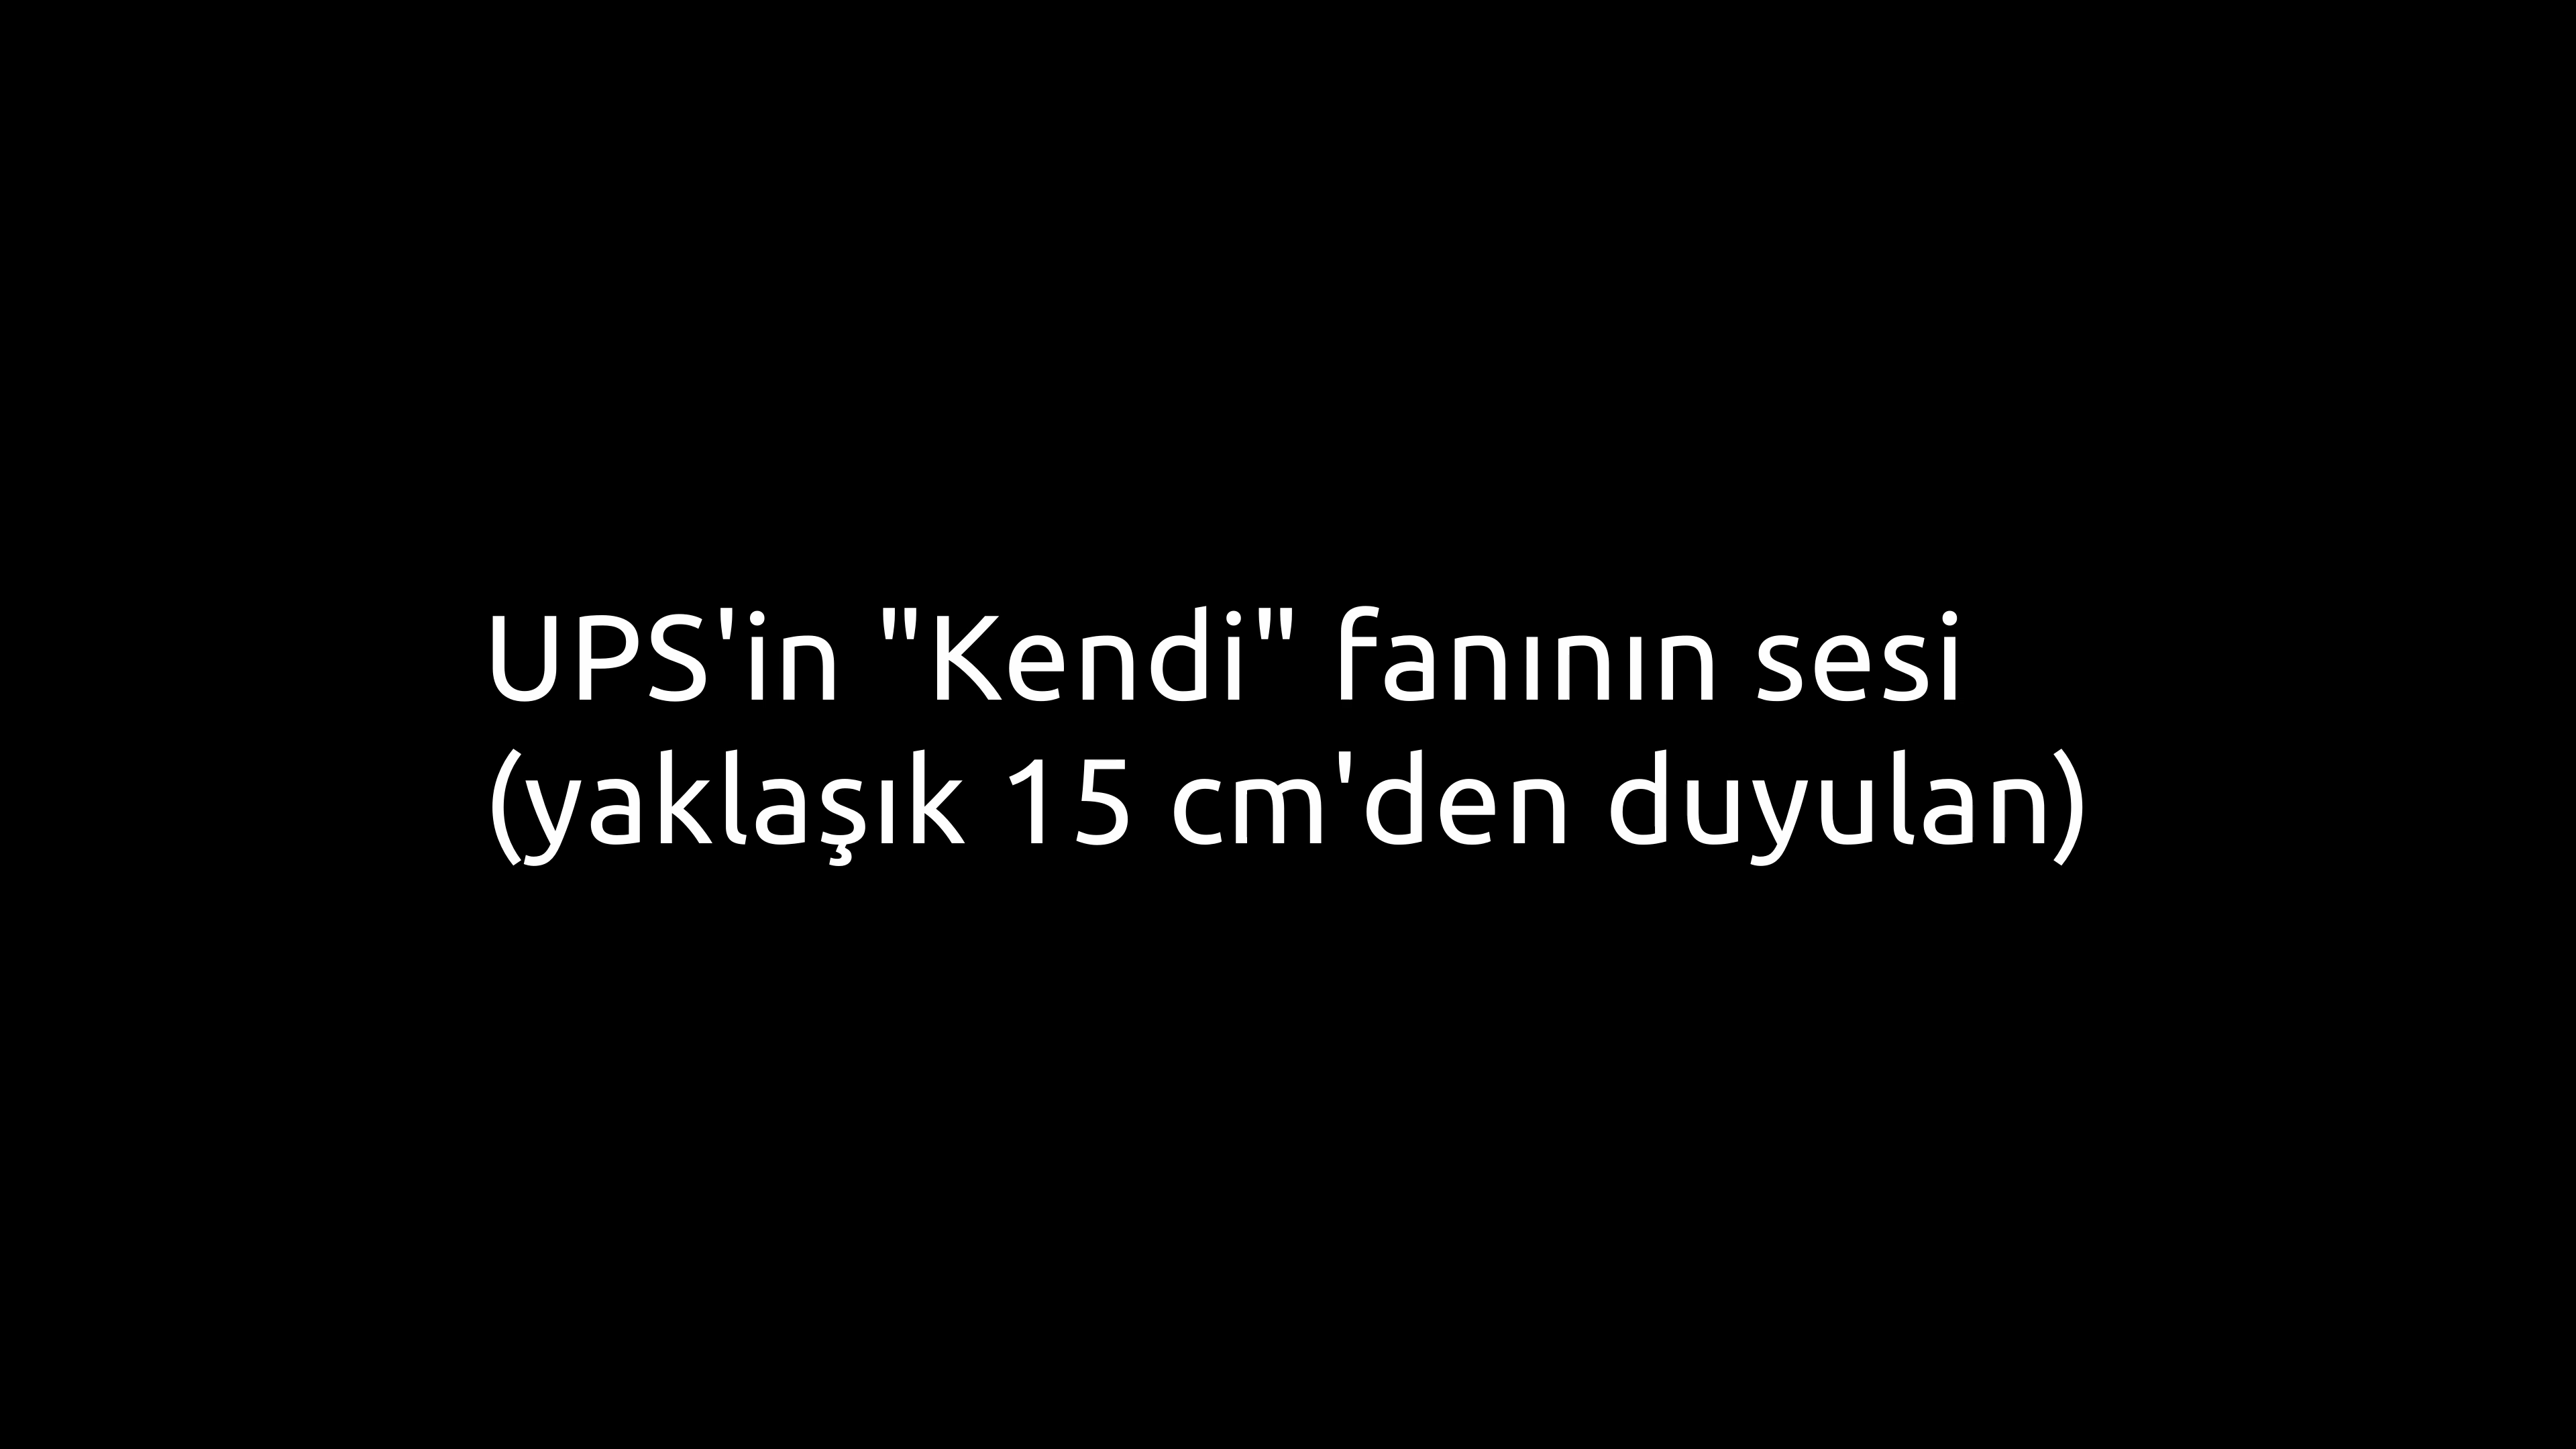 UPS'in "Kendi" fanının sesi
(yaklaşık 15 cm'den duyulan)